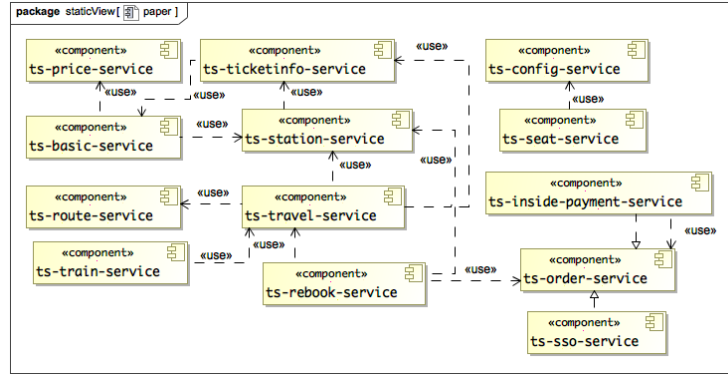 package staticView[ paper ]
«component» «component» «component»
ts-price-service ts-ticketinfo-service ts-config-service
«use» «use» «use» «use» «use»
«component» «component» «component»
ts-basic-service «use» ts-station-service ts-seat-service
«use» «use»
«component» «component» «component»
ts-route-service «use» ts-travel-service ts-inside-payment-service
«component» «use» «use» «use»
ts-train-service «component» «use» «component»
ts-rebook-service ts-order-service
«component»
ts-sso-service